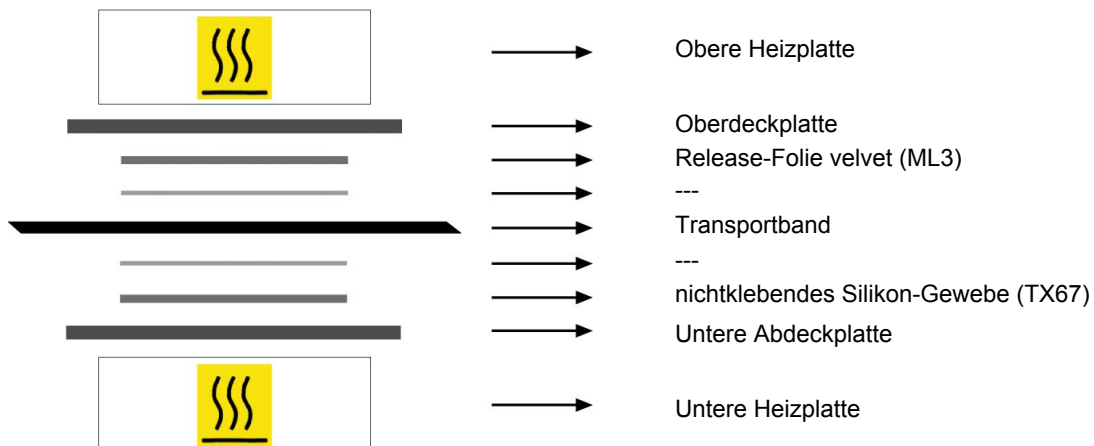 Obere Heizplatte
Oberdeckplatte
Release-Folie velvet (ML3)
---
Transportband
---
nichtklebendes Silikon-Gewebe (TX67)
Untere Abdeckplatte
Untere Heizplatte